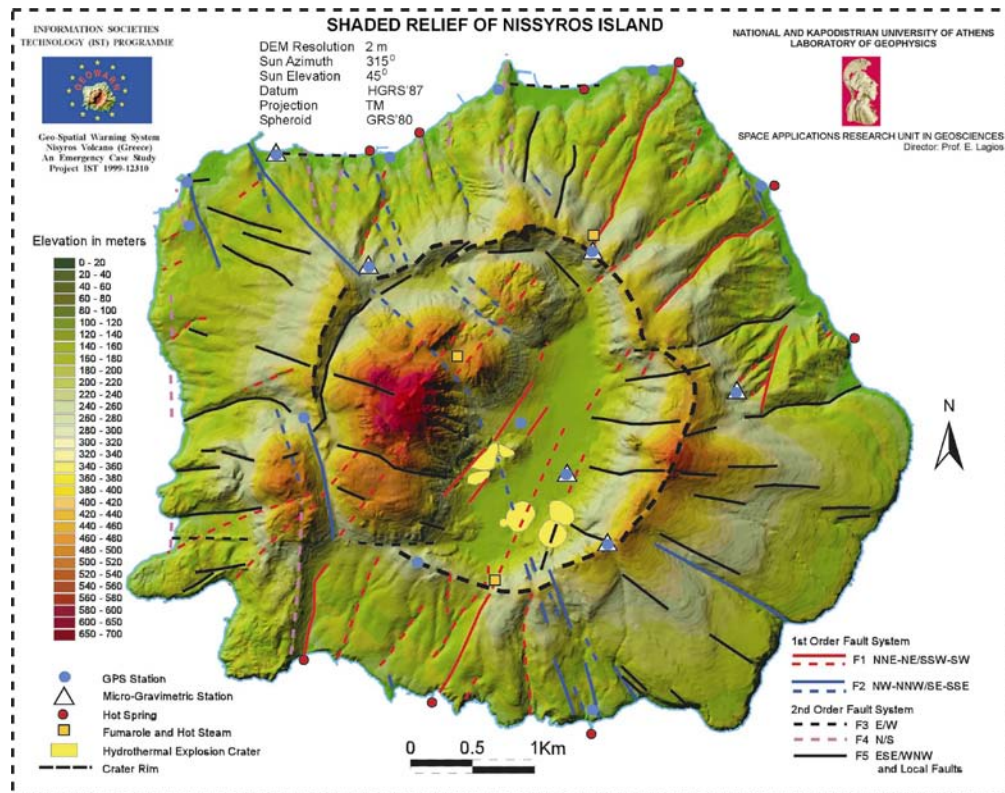 SHADED RELIEF OF NISSYROS ISLAND
INFORMATION SOCIETIES
TECHNOLOGY (IST) PROGRAMME
GEOWARN
Geo-Spatial Warning System
Nisyros Volcano (Greece)
An Emergency Case Study
Project IST 1999-12310
DEM Resolution 2 m
Sun Azimuth 315⁰
Sun Elevation 45⁰
Datum HGRS'87
Projection TM
Spheroid GRS'80
NATIONAL AND KAPODISTRIAN UNIVERSITY OF ATHENS
LABORATORY OF GEOPHYSICS
SPACE APPLICATIONS RESEARCH UNIT IN GEOSCIENCES
Director: Prof. E. Lagios
Elevation in meters
0 - 20
20 - 40
40 - 60
60 - 80
80 - 100
100 - 120
120 - 140
140 - 160
160 - 180
180 - 200
200 - 220
220 - 240
240 - 260
260 - 280
280 - 300
300 - 320
320 - 340
340 - 360
360 - 380
380 - 400
400 - 420
420 - 440
440 - 460
460 - 480
480 - 500
500 - 520
520 - 540
540 - 560
560 - 580
580 - 600
600 - 650
650 - 700
N
GPS Station
Micro-Gravimetric Station
Hot Spring
Fumarole and Hot Steam
Hydrothermal Explosion Crater
Crater Rim
0 0.5 1Km
1st Order Fault System
F1 NNE-NE/SSW-SW
F2 NW-NNW/SE-SSE
2nd Order Fault System
F3 E/W
F4 N/S
F5 ESE/WNW
and Local Faults